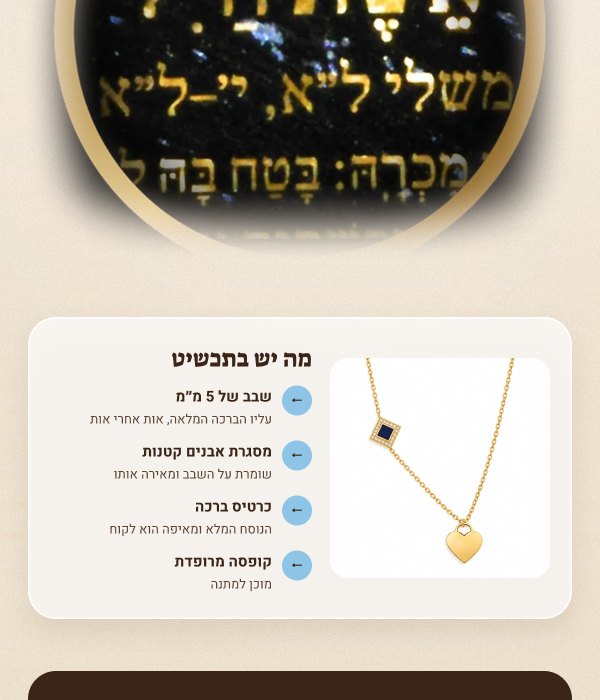 משלי ל״א, י׳–ל״א
מַכְרָהּ: בָּטַח בָּהּ
מה יש בתכשיט
שבב של 5 מ״מ
עליו הברכה המלאה, אות אחרי אות
מסגרת אבנים קטנות
שומרת על השבב ומאירה אותו
כרטיס ברכה
הנוסח המלא ומאיפה הוא לקוח
קופסה מרופדת
מוכן למתנה